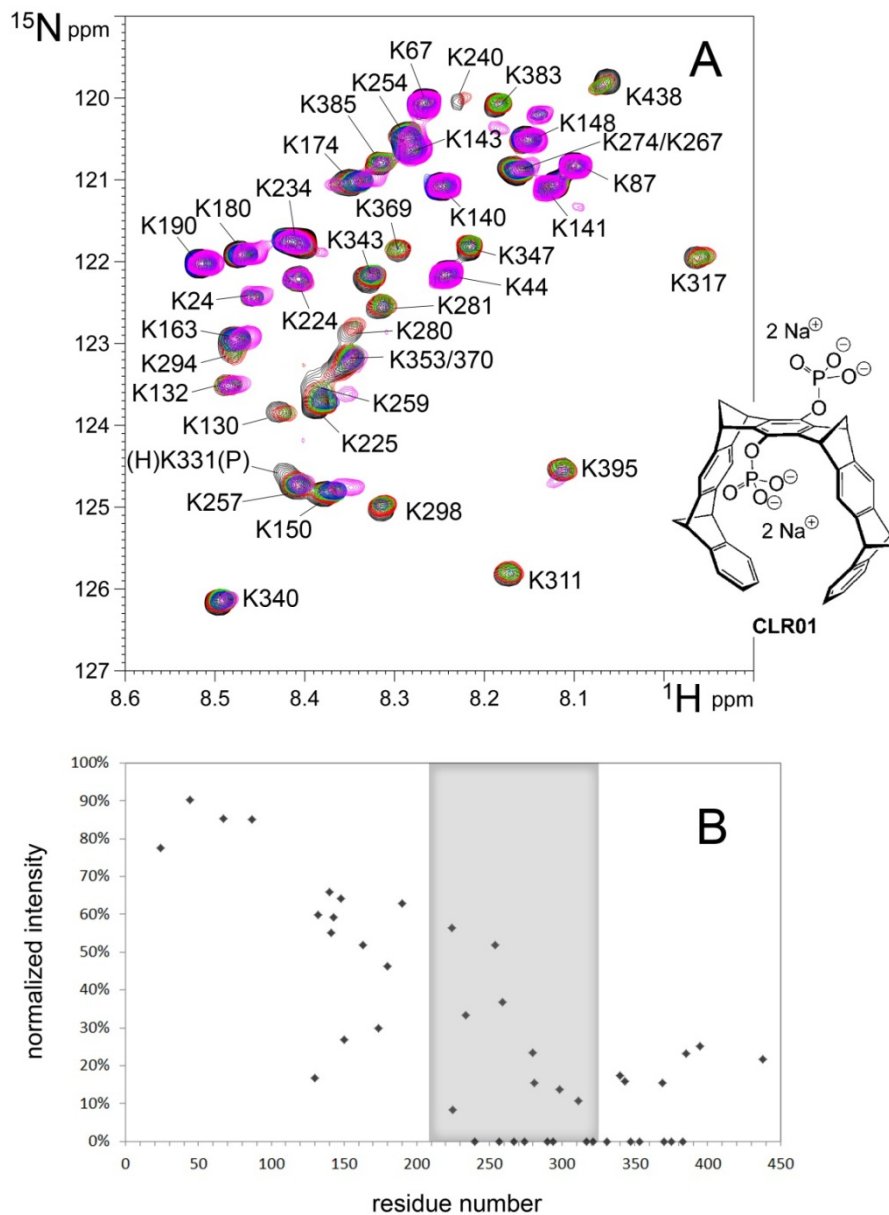 15N ppm
A
120
121
122
123
124
125
126
127
K67
K240
K254
K383
K438
K385
K148
K143
K174
K274/K267
K87
K234
K140
K141
K190
K180
K369
K343
K347
K317
K24
K224
K281
K44
K163
K280
K294
K353/370
K132
K259
K130
K225
(H)K331(P)
K395
K257
K150
K298
K311
K340
8.6
8.5
8.4
8.3
8.2
8.1
1H ppm
2 Na⊕
O
P
O⊖
O⊖
O
O
P
O
O⊖
O⊖
2 Na⊕
CLR01
B
normalized intensity
100%
90%
80%
70%
60%
50%
40%
30%
20%
10%
0%
0 50 100 150 200 250 300 350 400 450
residue number